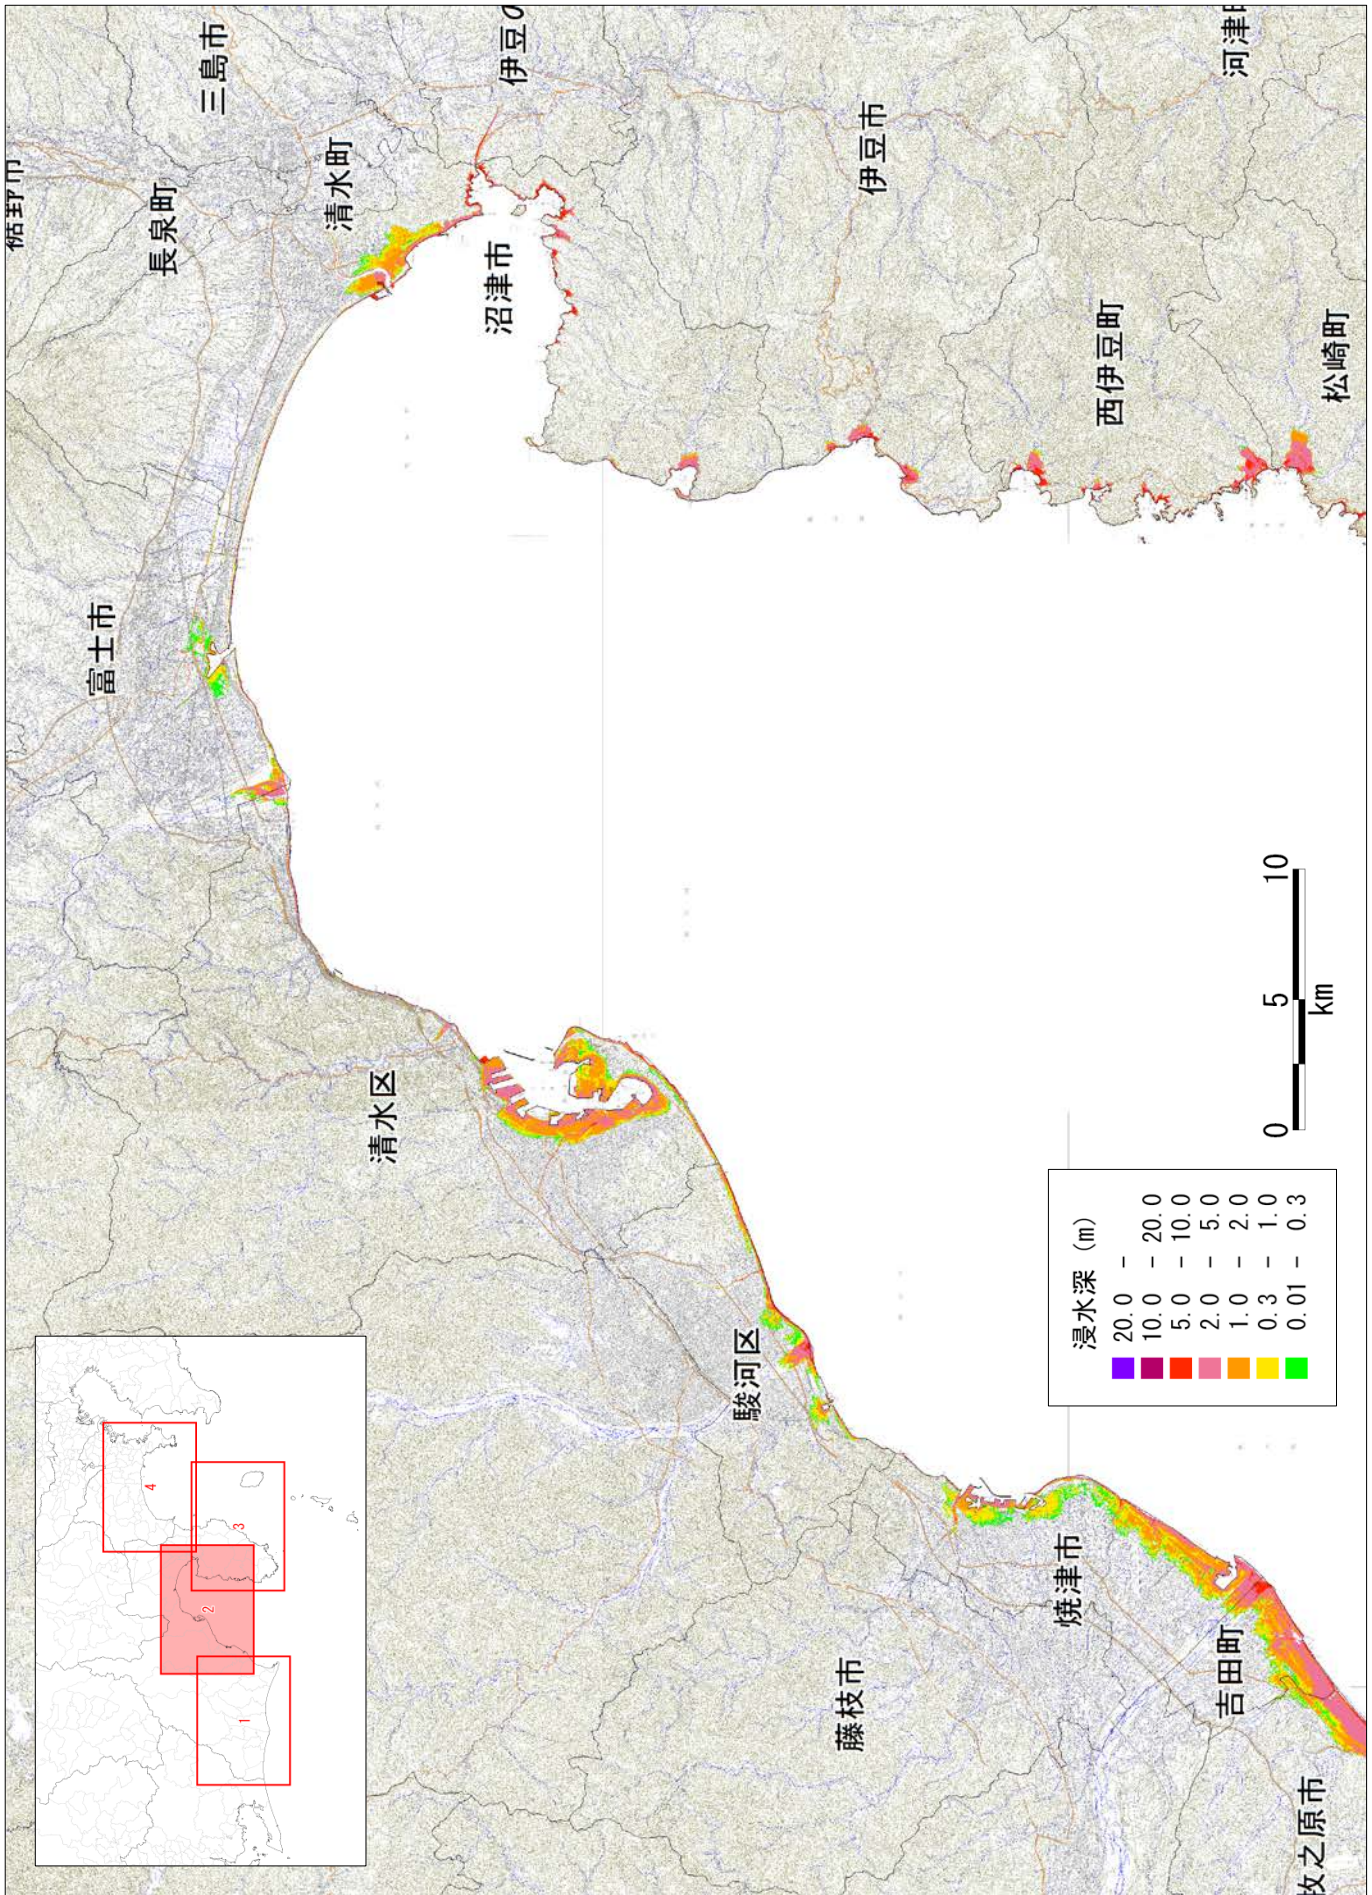 裾野市
三島市
長泉町
清水町
伊豆の
沼津市
伊豆市
河津町
西伊豆町
松崎町
富士市
清水区
駿河区
焼津市
藤枝市
吉田町
牧之原市
1
2
3
4
0 5 10
km
浸水深 (m)
20.0 -
10.0 - 20.0
5.0 - 10.0
2.0 - 5.0
1.0 - 2.0
0.3 - 1.0
0.01 - 0.3